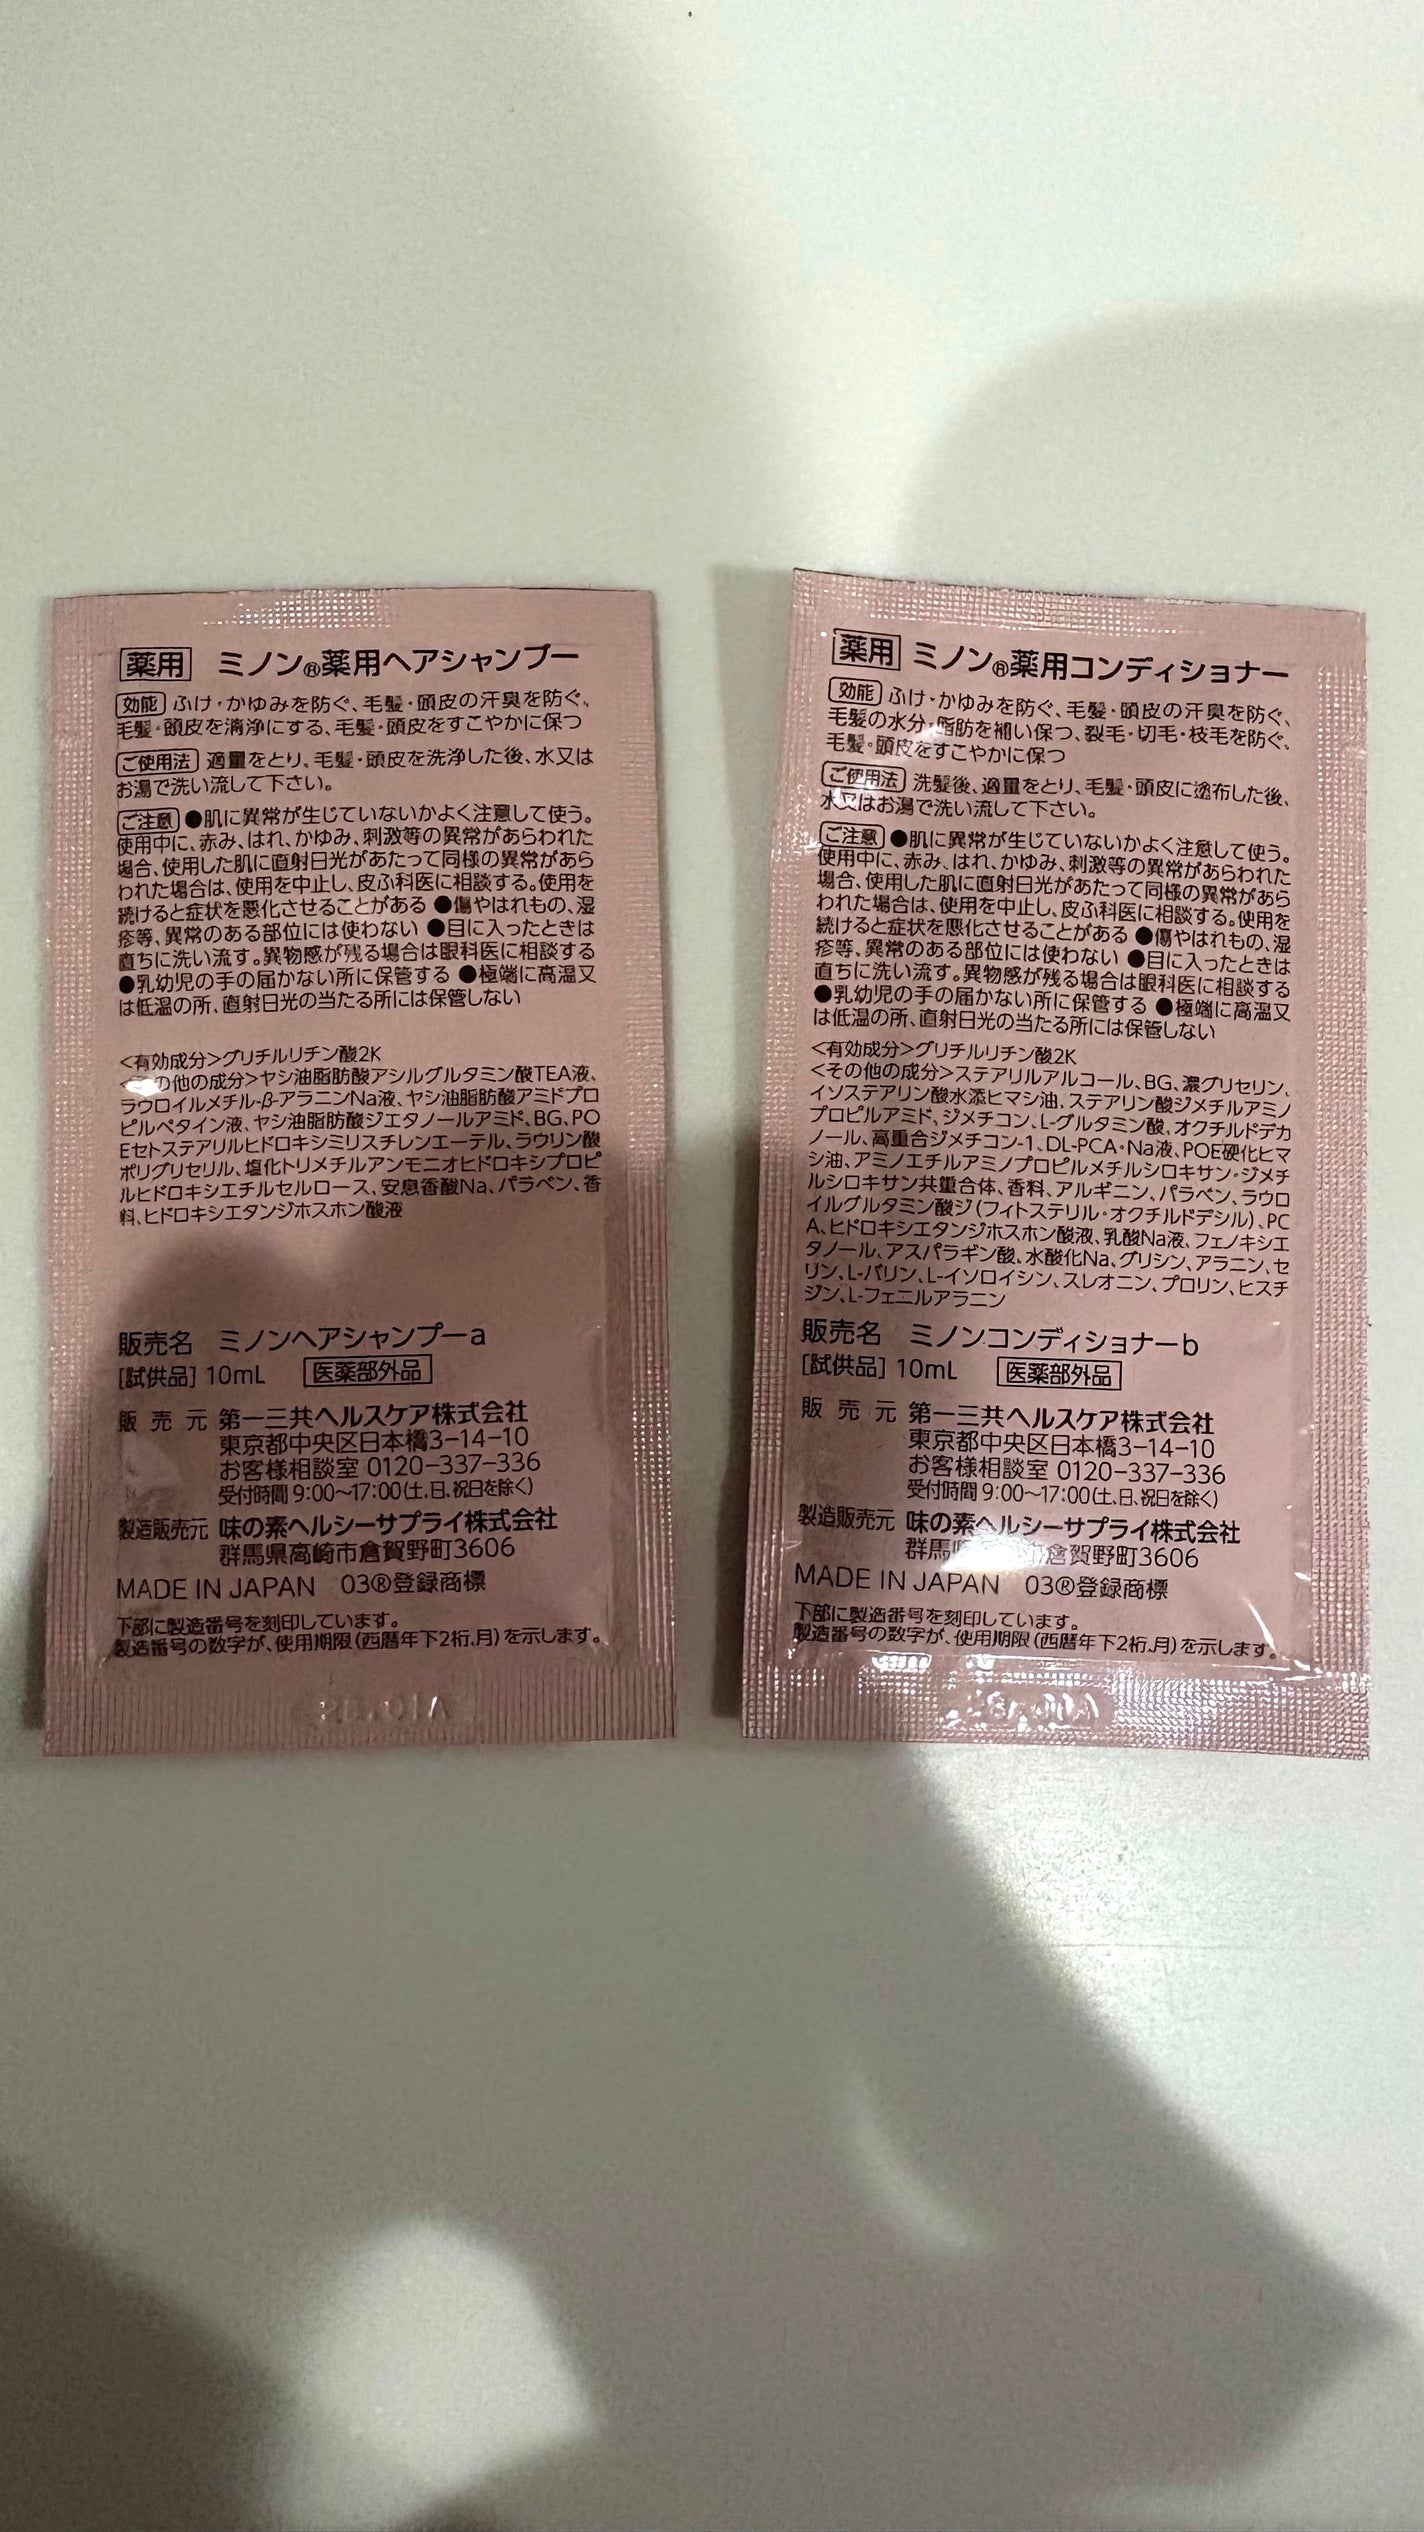 薬用 ミノン®薬用ヘアシャンプー
効能 ふけ・かゆみを防ぐ、毛髪・頭皮の汗臭を防ぐ、
毛髪・頭皮を清浄にする、毛髪・頭皮をすこやかに保つ
ご使用法 適量をとり、毛髪・頭皮を洗浄した後、水又は
お湯で洗い流して下さい。
ご注意 ●肌に異常が生じていないかよく注意して使う。
使用中に、赤み、はれ、かゆみ、刺激等の異常があらわれた
場合、使用した肌に直射日光があたって同様の異常があら
われた場合は、使用を中止し、皮ふ科医に相談する。使用を
続けると症状を悪化させることがある ●傷やはれもの、湿
疹等、異常のある部位には使わない ●目に入ったときは
直ちに洗い流す。異物感が残る場合は眼科医に相談する
●乳幼児の手の届かない所に保管する ●極端に高温又
は低温の所、直射日光の当たる所には保管しない
<有効成分>グリチルリチン酸2K
<その他の成分>ヤシ油脂肪酸アシルグルタミン酸TEA液、
ラウロイルメチル-β-アラニンNa液、ヤシ油脂肪酸アミドプロ
ピルベタイン液、ヤシ油脂肪酸ジエタノールアミド、BG、PO
Eセトステアリルヒドロキシミリスチレンエーテル、ラウリン酸
ポリグリセリル、塩化トリメチルアンモニオヒドロキシプロピ
ルヒドロキシエチルセルロース、安息香酸Na、パラベン、香
料、ヒドロキシエタンジホスホン酸液
販売名 ミノンヘアシャンプーa
[試供品] 10mL 医薬部外品
販売元 第一三共ヘルスケア株式会社
東京都中央区日本橋3-14-10
お客様相談室 0120-337-336
受付時間 9:00〜17:00(土、日、祝日を除く)
製造販売元 味の素ヘルシーサプライ株式会社
群馬県高崎市倉賀野町3606
MADE IN JAPAN 03®登録商標
下部に製造番号を刻印しています。
製造番号の数字が、使用期限(西暦年下2桁.月)を示します。
薬用 ミノン®薬用コンディショナー
効能 ふけ・かゆみを防ぐ、毛髪・頭皮の汗臭を防ぐ、
毛髪の水分・脂肪を補い保つ、裂毛・切毛・枝毛を防ぐ、
毛髪・頭皮をすこやかに保つ
ご使用法 洗髪後、適量をとり、毛髪・頭皮に塗布した後、
水又はお湯で洗い流して下さい。
ご注意 ●肌に異常が生じていないかよく注意して使う。
使用中に、赤み、はれ、かゆみ、刺激等の異常があらわれた
場合、使用した肌に直射日光があたって同様の異常があら
われた場合は、使用を中止し、皮ふ科医に相談する。使用を
続けると症状を悪化させることがある ●傷やはれもの、湿
疹等、異常のある部位には使わない ●目に入ったときは
直ちに洗い流す。異物感が残る場合は眼科医に相談する
●乳幼児の手の届かない所に保管する ●極端に高温又
は低温の所、直射日光の当たる所には保管しない
<有効成分>グリチルリチン酸2K
<その他の成分>ステアリルアルコール、BG、濃グリセリン、
イソステアリン酸水添ヒマシ油、ステアリン酸ジメチルアミノ
プロピルアミド、ジメチコン、L-グルタミン酸、オクチルドデカ
ノール、高重合ジメチコン-1、DL-PCA・Na液、POE硬化ヒマ
シ油、アミノエチルアミノプロピルメチルシロキサン・ジメチ
ルシロキサン共重合体、香料、アルギニン、パラベン、ラウロ
イルグルタミン酸ジ(フィトステリル・オクチルドデシル)、PC
A、ヒドロキシエタンジホスホン酸液、乳酸Na液、フェノキシエ
タノール、アスパラギン酸、水酸化Na、グリシン、アラニン、セ
リン、L-バリン、L-イソロイシン、スレオニン、プロリン、ヒスチ
ジン、L-フェニルアラニン
販売名 ミノンコンディショナーb
[試供品] 10mL 医薬部外品
販売元 第一三共ヘルスケア株式会社
東京都中央区日本橋3-14-10
お客様相談室 0120-337-336
受付時間 9:00〜17:00(土、日、祝日を除く)
製造販売元 味の素ヘルシーサプライ株式会社
群馬 市倉賀野町3606
MADE IN JAPAN 03®登録商標
下部に製造番号を刻印しています。
製造番号の数字が、使用期限(西暦年下2桁.月)を示します。